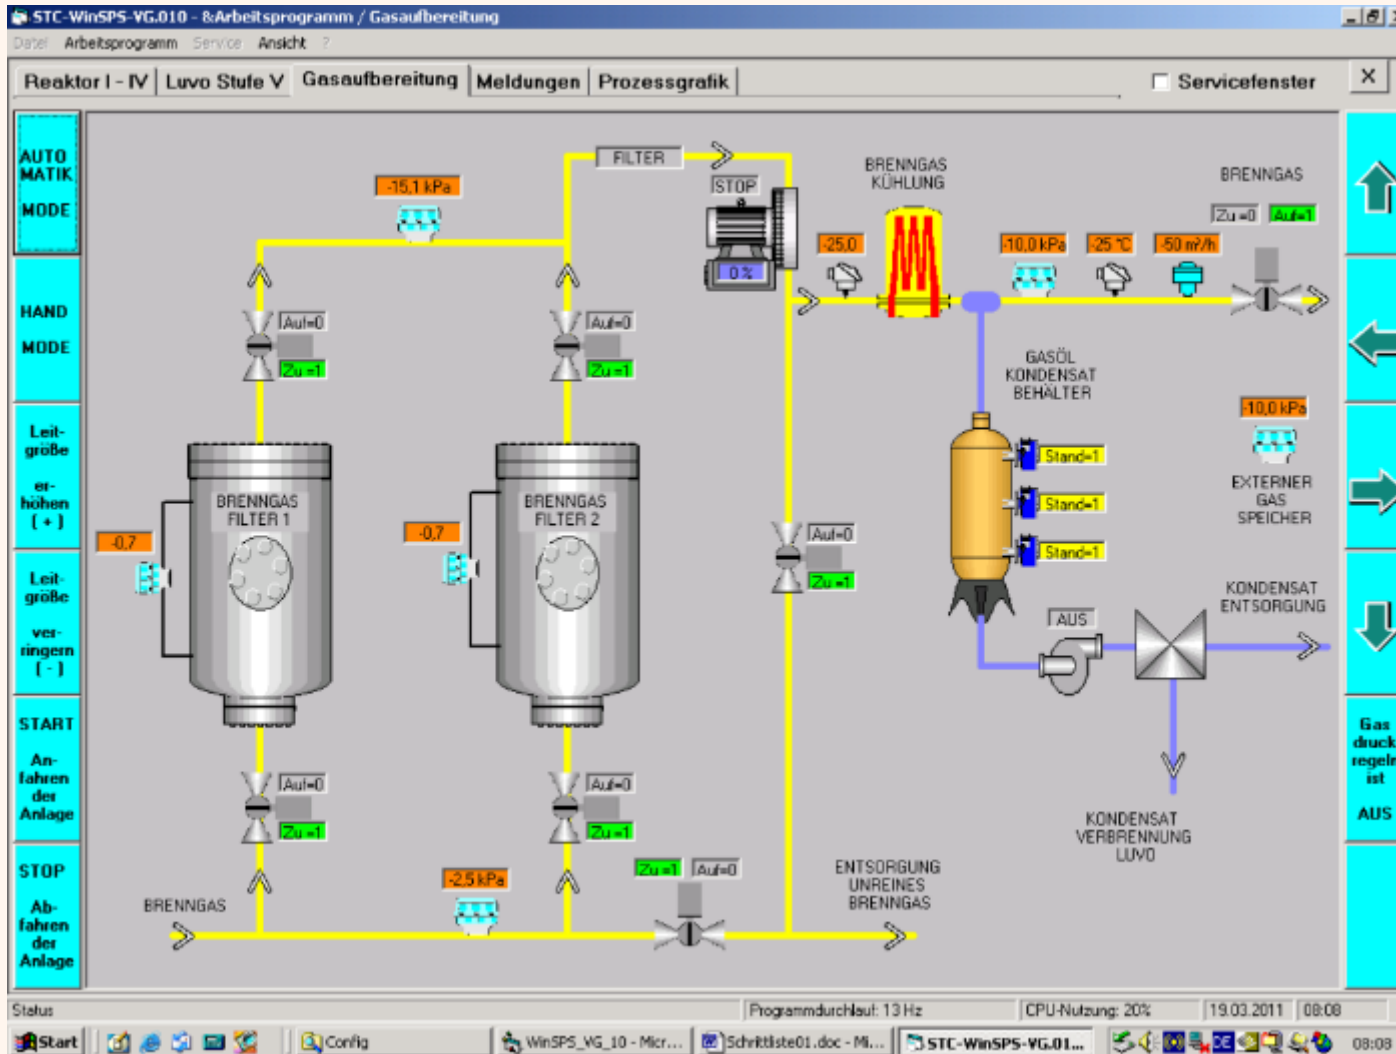 STC-WinSPS-VG.010 - &Arbeitsprogramm / Gasaufbereitung
Datei Arbeitsprogramm Service Ansicht ?
Reaktor I - IV Luvo Stufe V Gasaufbereitung Meldungen Prozessgrafik Servicefenster X
AUTO
MATIK
MODE
HAND
MODE
Leit-
größe
er-
höhen
( + )
Leit-
größe
ver-
ringern
( - )
START
An-
fahren
der
Anlage
STOP
Ab-
fahren
der
Anlage
-15,1 kPa
FILTER
STOP
0 %
BRENNGAS
KÜHLUNG
BRENNGAS
Zu =0 Auf=1
-25,0
-10,0 kPa
-25 °C
-50 m³/h
Auf=0
Zu =1
Auf=0
Zu =1
GASÖL
KONDENSAT
BEHÄLTER
-10,0 kPa
Stand=1
Stand=1
Stand=1
EXTERNER
GAS
SPEICHER
BRENNGAS
FILTER 1
-0,7
BRENNGAS
FILTER 2
-0,7
Auf=0
Zu =1
KONDENSAT
ENTSORGUNG
AUS
Auf=0
Zu =1
Auf=0
Zu =1
KONDENSAT
VERBRENNUNG
LUVO
BRENNGAS
-2,5 kPa
Zu =1 Auf=0
ENTSORGUNG
UNREINES
BRENNGAS
Gas
druck
regeln
ist
AUS
Status Programmdurchlauf: 13 Hz CPU-Nutzung: 20% 19.03.2011 08:08
Start Config WinSPS_VG_10 - Micr... Schrittliste01.doc - Mi... STC-WinSPS-VG.01... DE 08:08